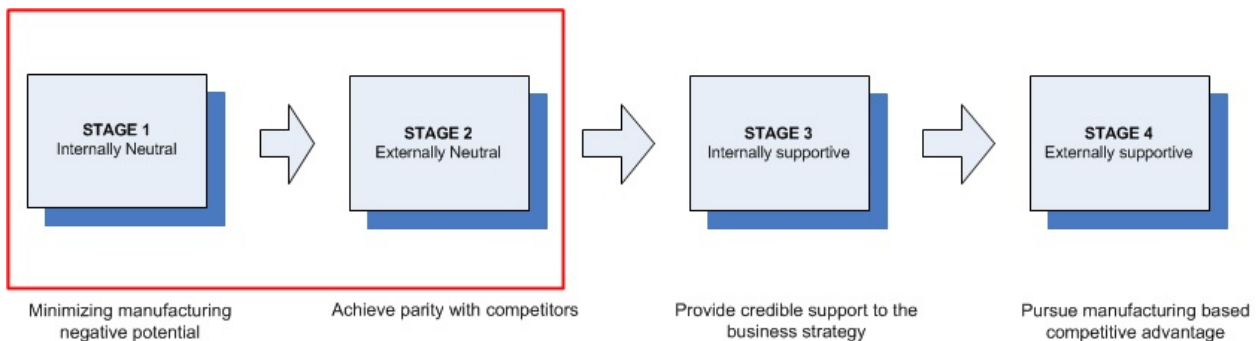 STAGE 1
Internally Neutral
STAGE 2
Externally Neutral
STAGE 3
Internally supportive
STAGE 4
Externally supportive
Minimizing manufacturing
negative potential
Achieve parity with competitors
Provide credible support to the
business strategy
Pursue manufacturing based
competitive advantage